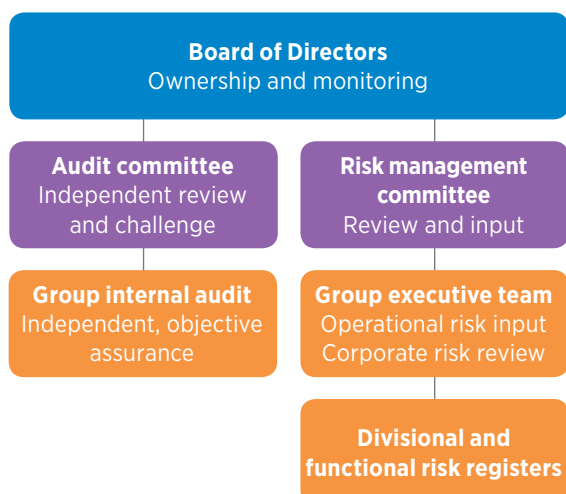 Board of Directors
Ownership and monitoring
Audit committee
Independent review
and challenge
Risk management
committee
Review and input
Group internal audit
Independent, objective
assurance
Group executive team
Operational risk input
Corporate risk review
Divisional and
functional risk registers